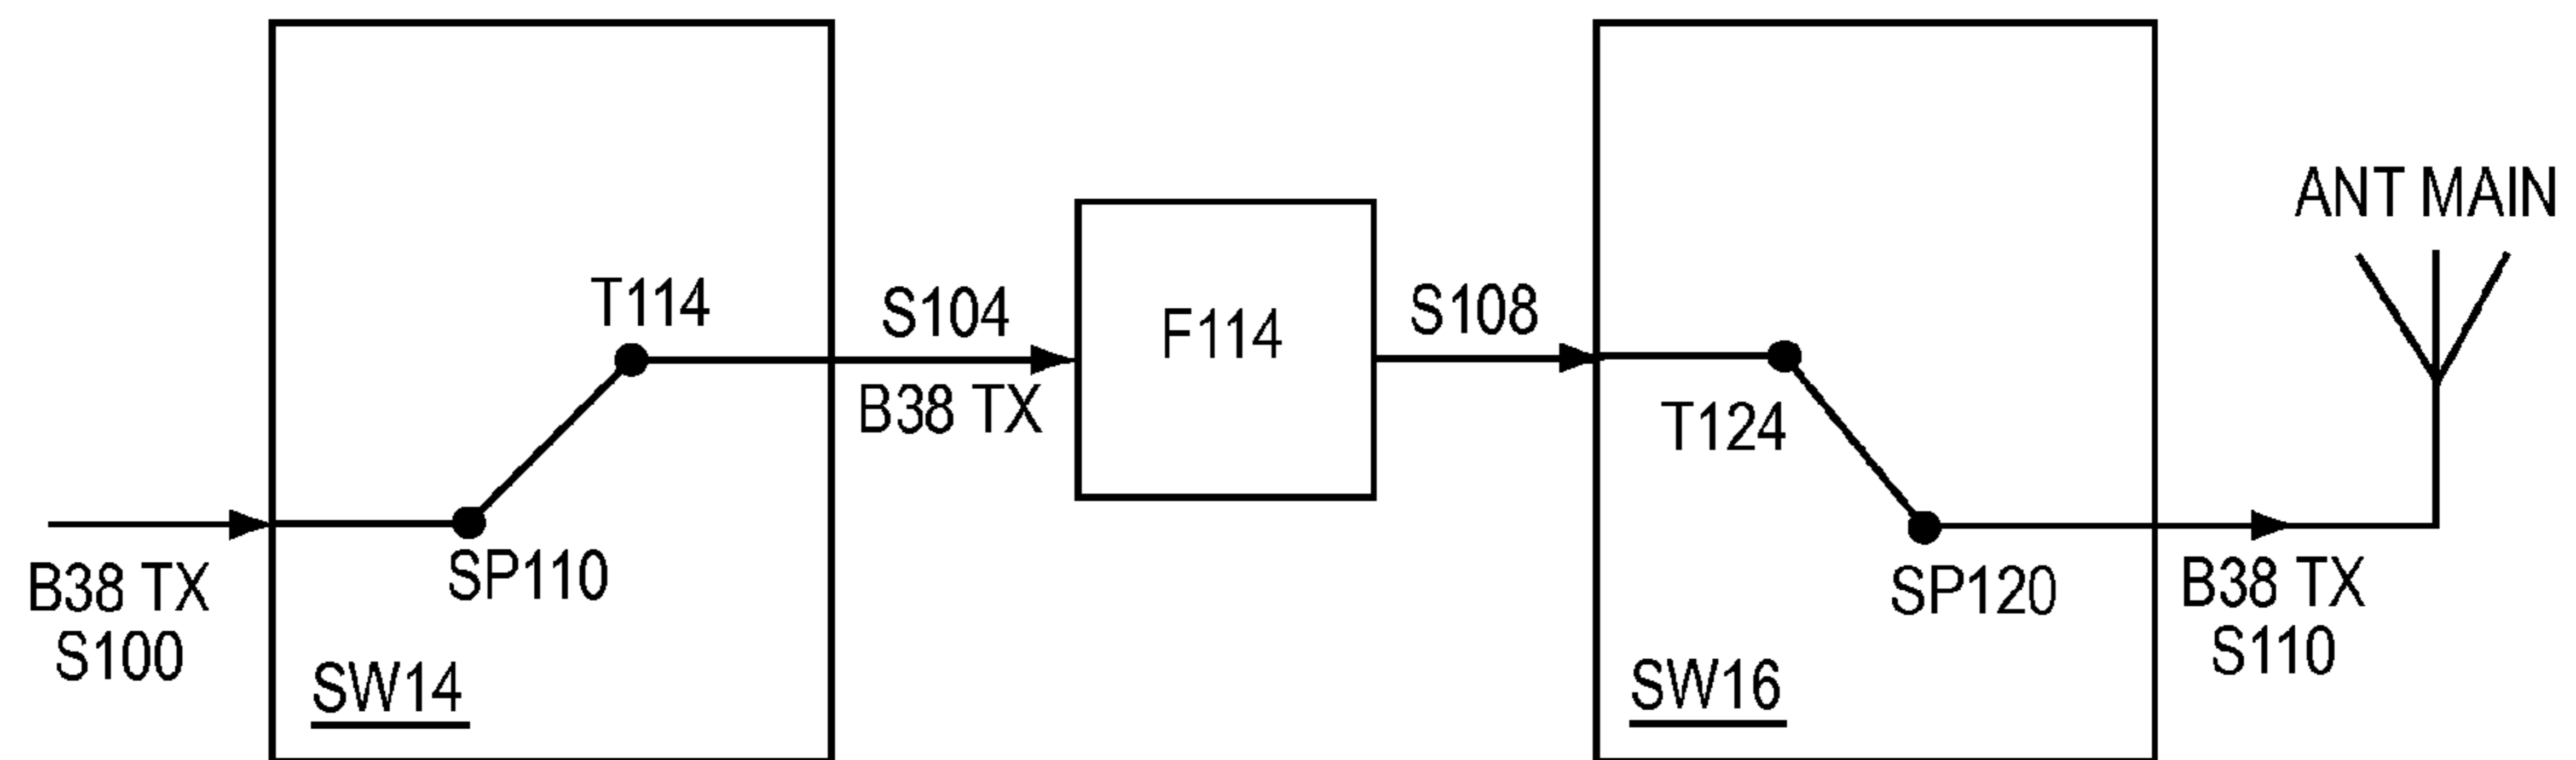 ANT MAIN
T114
S104
F114
S108
B38 TX
T124
SP110
SP120
B38 TX
S100
B38 TX
S110
SW14
SW16